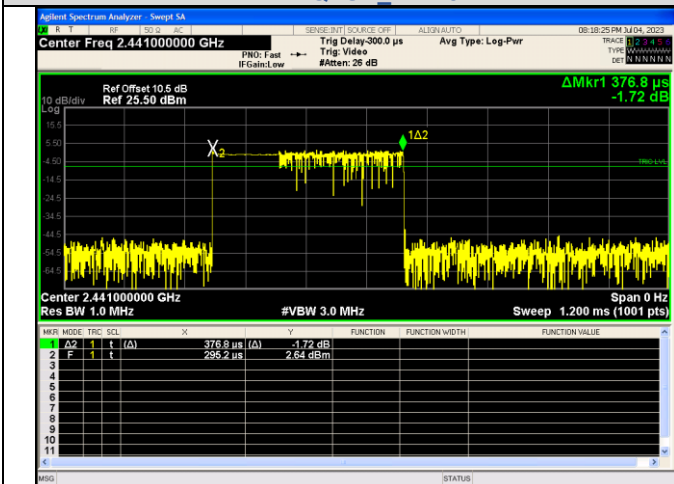 Agilent Spectrum Analyzer - Swept SA
R T RF 50 Ω AC SENSE:INT SOURCE OFF ALIGN AUTO 08:18:25 PM Jul 04, 2023
Center Freq 2.441000000 GHz
PNO: Fast
IFGain:Low
Trig Delay-300.0 µs
Trig: Video
#Atten: 26 dB
Avg Type: Log-Pwr
TRACE 1 2 3 4 5 6
TYPE W
DET N N N N N N
ΔMkr1 376.8 µs
-1.72 dB
Ref Offset 10.5 dB
10 dB/div Ref 25.50 dBm
Log
15.5
5.50
-4.50
-14.5
-24.5
-34.5
-44.5
-54.5
-64.5
X2
1Δ2
TRIG LVL
Center 2.441000000 GHz Span 0 Hz
Res BW 1.0 MHz #VBW 3.0 MHz Sweep 1.200 ms (1001 pts)
MKR MODE TRC SCL X Y FUNCTION FUNCTION WIDTH FUNCTION VALUE
1 Δ2 1 t (Δ) 376.8 µs (Δ) -1.72 dB
2 F 1 t 295.2 µs 2.64 dBm
3
4
5
6
7
8
9
10
11
MSG STATUS